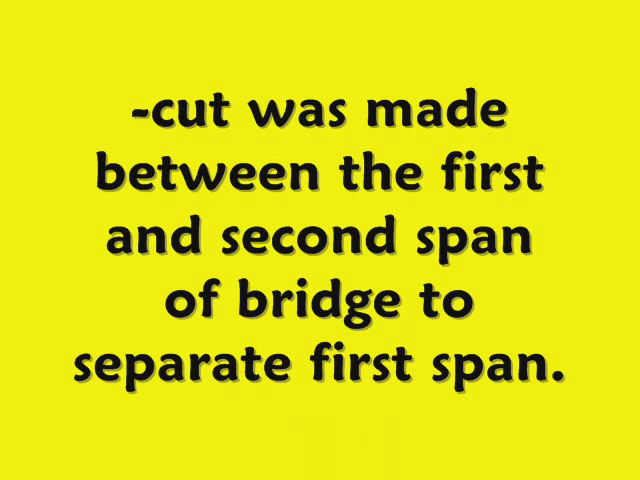 -cut was made
between the first
and second span
of bridge to
separate first span.